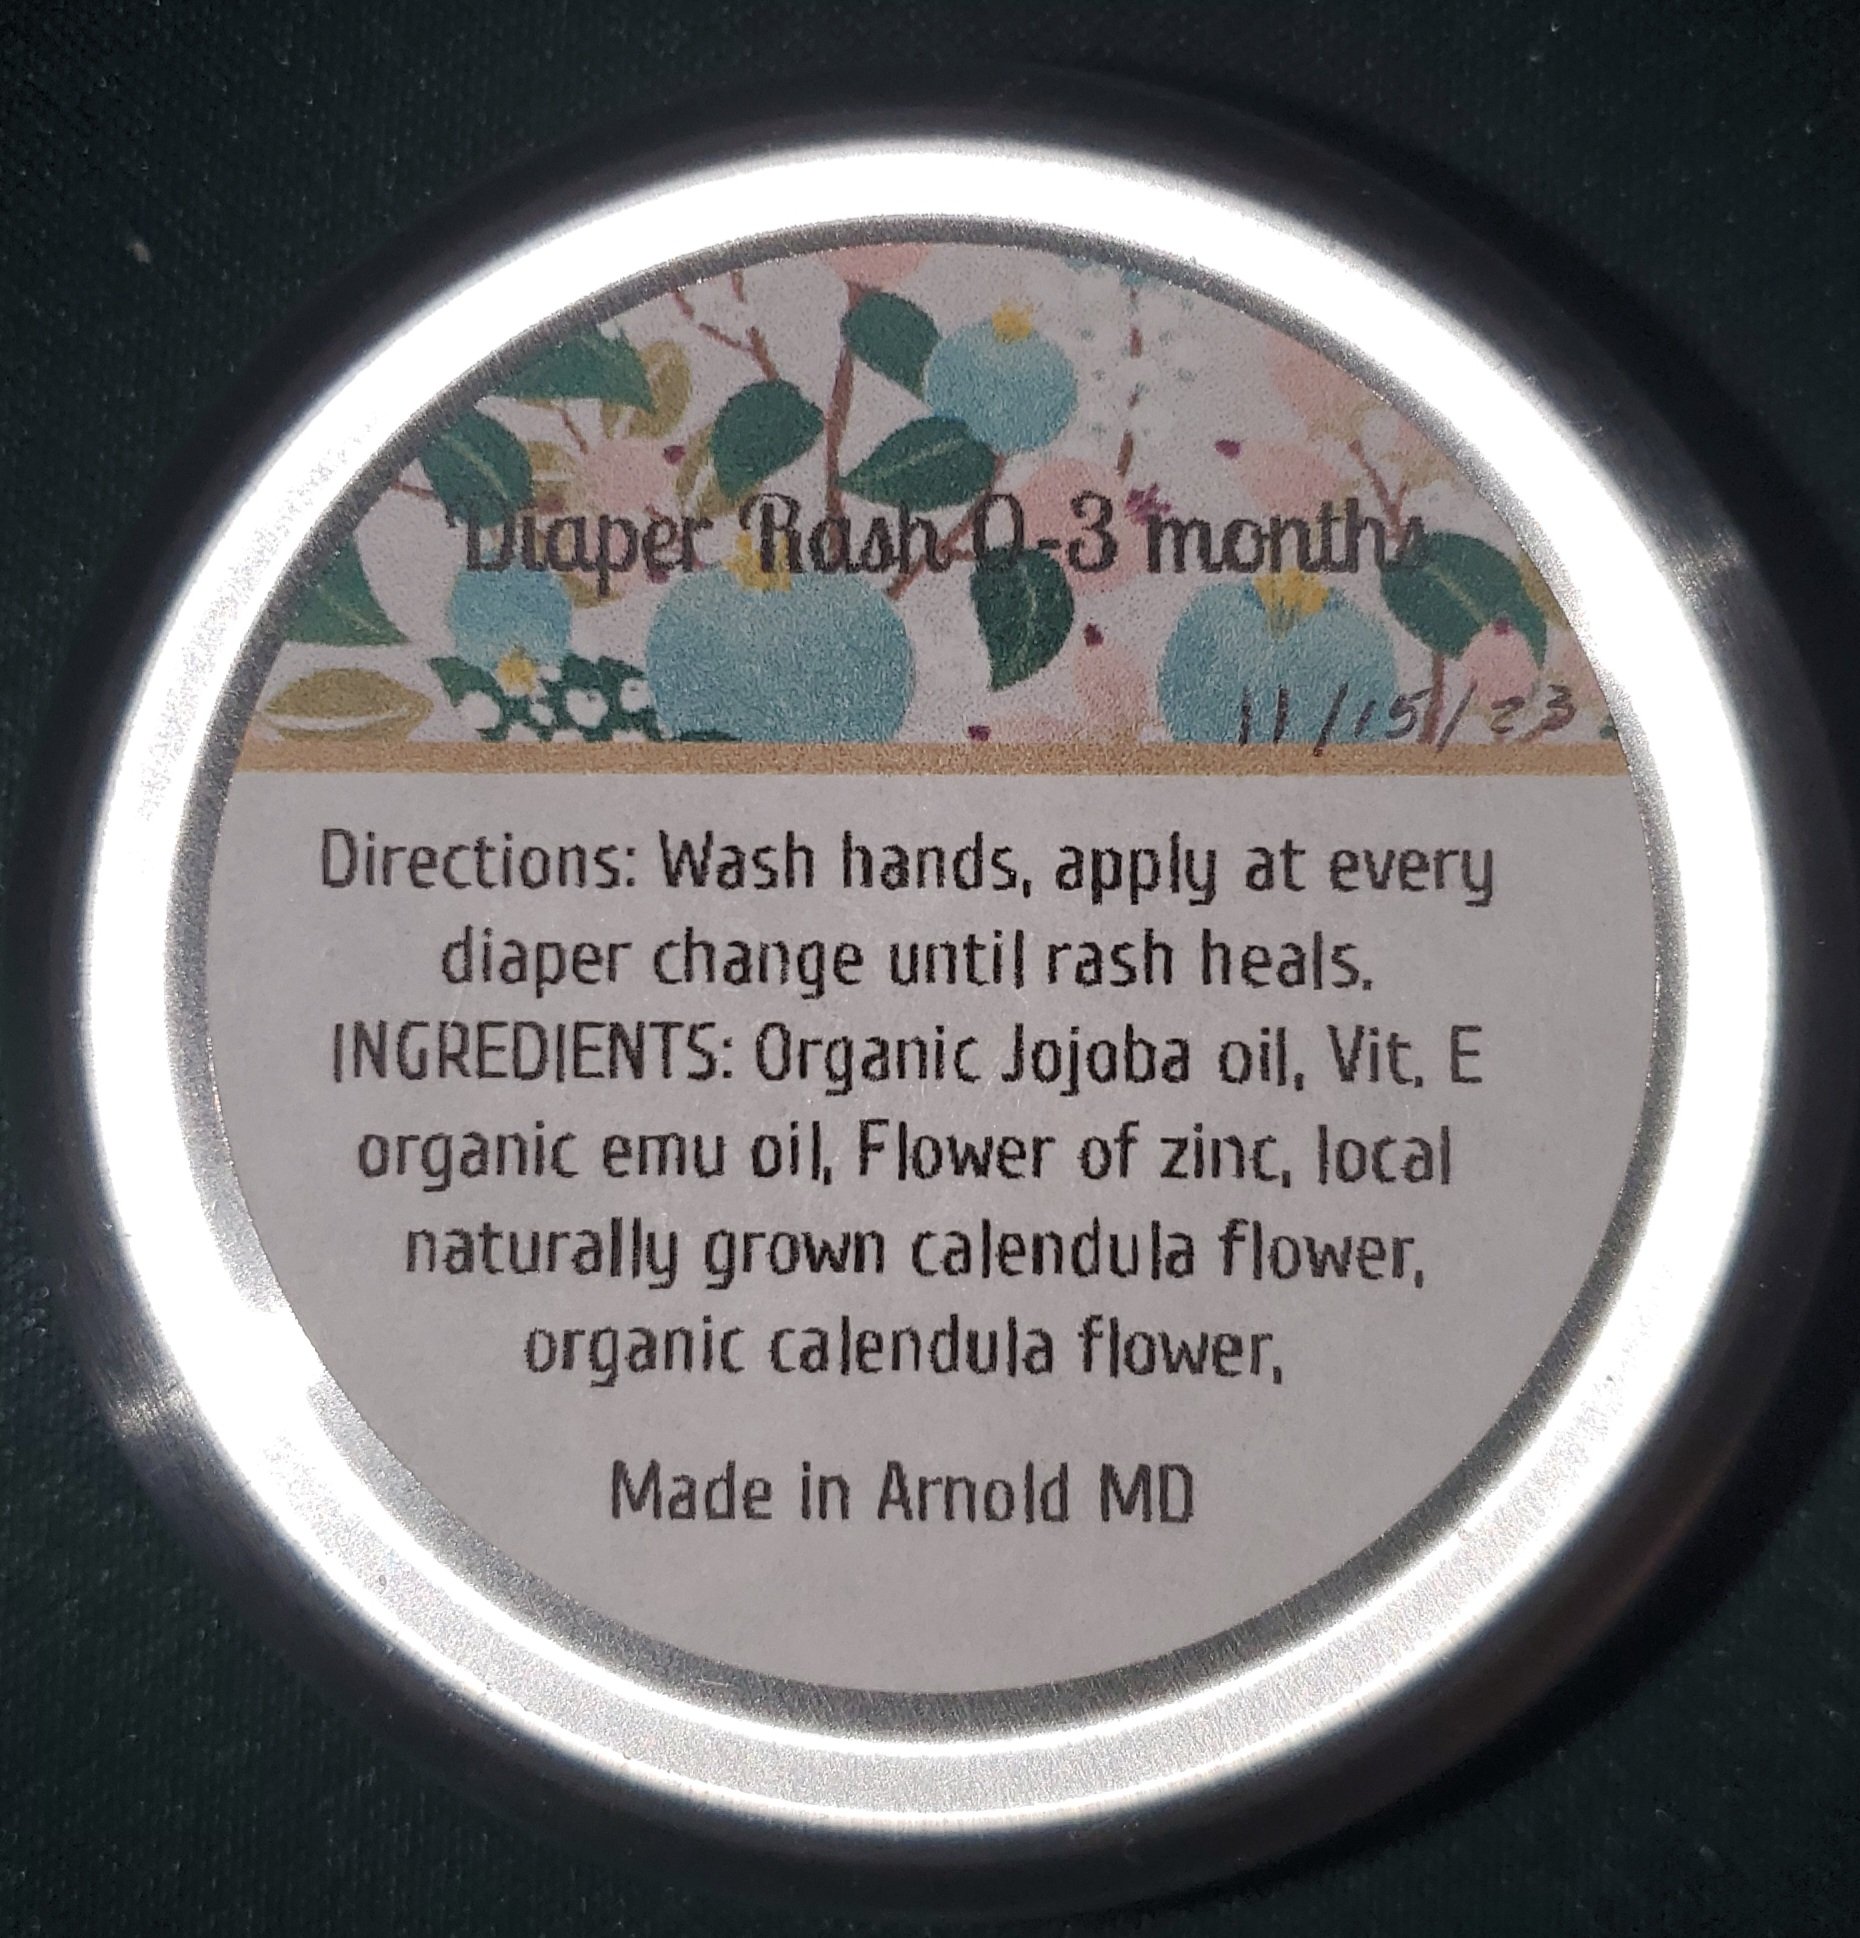 Diaper Rash 0-3 months
11/15/23
Directions: Wash hands, apply at every
diaper change until rash heals.
INGREDIENTS: Organic Jojoba oil, Vit. E
organic emu oil, Flower of zinc, local
naturally grown calendula flower,
organic calendula flower,
Made in Arnold MD